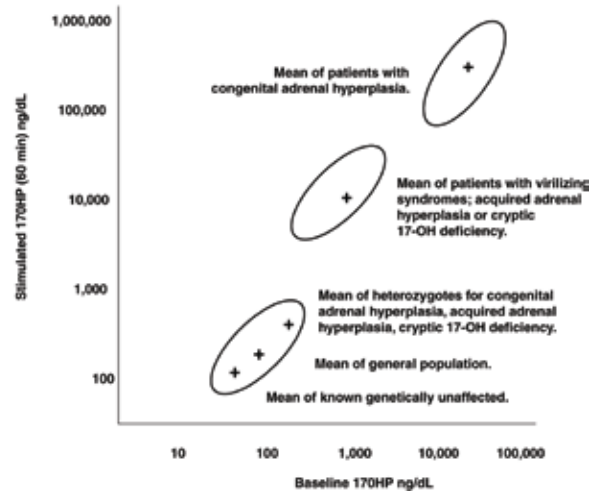 1,000,000
100,000
10,000
1,000
100
Stimulated 170HP (60 min) ng/dL
Mean of patients with
congenital adrenal hyperplasia.
Mean of patients with virilizing
syndromes; acquired adrenal
hyperplasia or cryptic
17-OH deficiency.
Mean of heterozygotes for congenital
adrenal hyperplasia, acquired adrenal
hyperplasia, cryptic 17-OH deficiency.
Mean of general population.
Mean of known genetically unaffected.
10 100 1,000 10,000 100,000
Baseline 170HP ng/dL